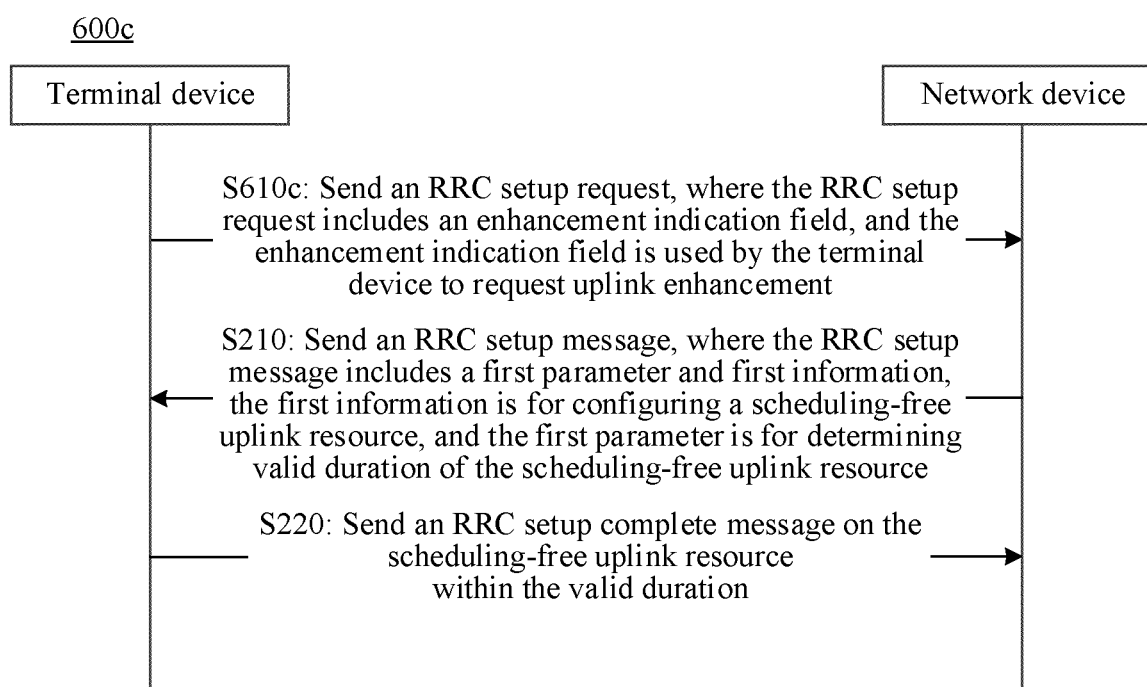 600c
Terminal device
Network device
S610c: Send an RRC setup request, where the RRC setup
request includes an enhancement indication field, and the
enhancement indication field is used by the terminal
device to request uplink enhancement
S210: Send an RRC setup message, where the RRC setup
message includes a first parameter and first information,
the first information is for configuring a scheduling-free
uplink resource, and the first parameter is for determining
valid duration of the scheduling-free uplink resource
S220: Send an RRC setup complete message on the
scheduling-free uplink resource
within the valid duration